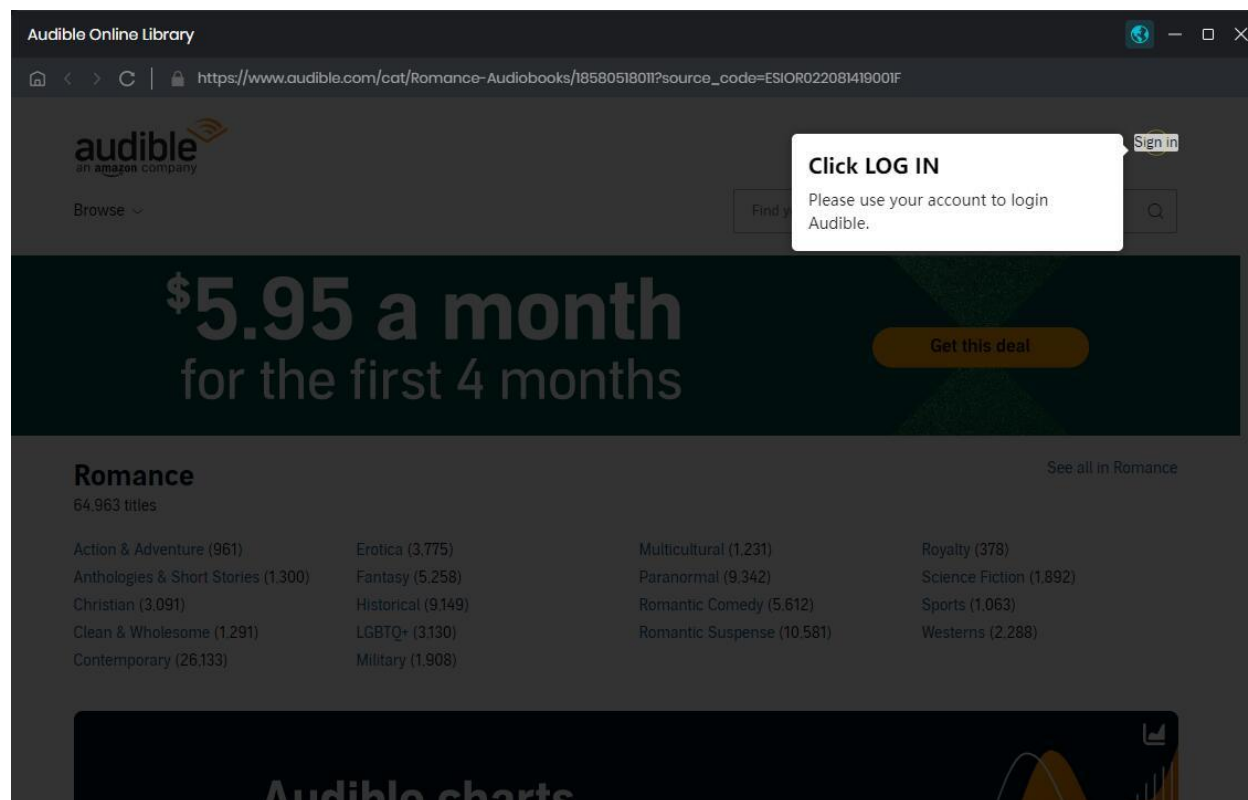 Audible Online Library
https://www.audible.com/cat/Romance-Audiobooks/18580518011?source_code=ESIOR022081419001F
audible
an amazon company
Sign in
Click LOG IN
Please use your account to login
Audible.
Browse
Find
$5.95 a month
for the first 4 months
Get this deal
Romance
See all in Romance
64,963 titles
Action & Adventure (961)
Erotica (3,775)
Multicultural (1,231)
Royalty (378)
Anthologies & Short Stories (1,300)
Fantasy (5,258)
Paranormal (9,342)
Science Fiction (1,892)
Christian (3,091)
Historical (9,149)
Romantic Comedy (5,612)
Sports (1,063)
Clean & Wholesome (1,291)
LGBTQ+ (3,130)
Romantic Suspense (10,581)
Westerns (2,288)
Contemporary (26,133)
Military (1,908)
Audible charts